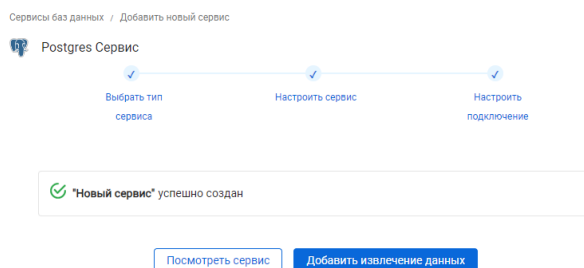 Сервисы баз данных / Добавить новый сервис
Postgres Сервис
Выбрать тип сервиса
Настроить сервис
Настроить подключение
"Новый сервис" успешно создан
Посмотреть сервис
Добавить извлечение данных